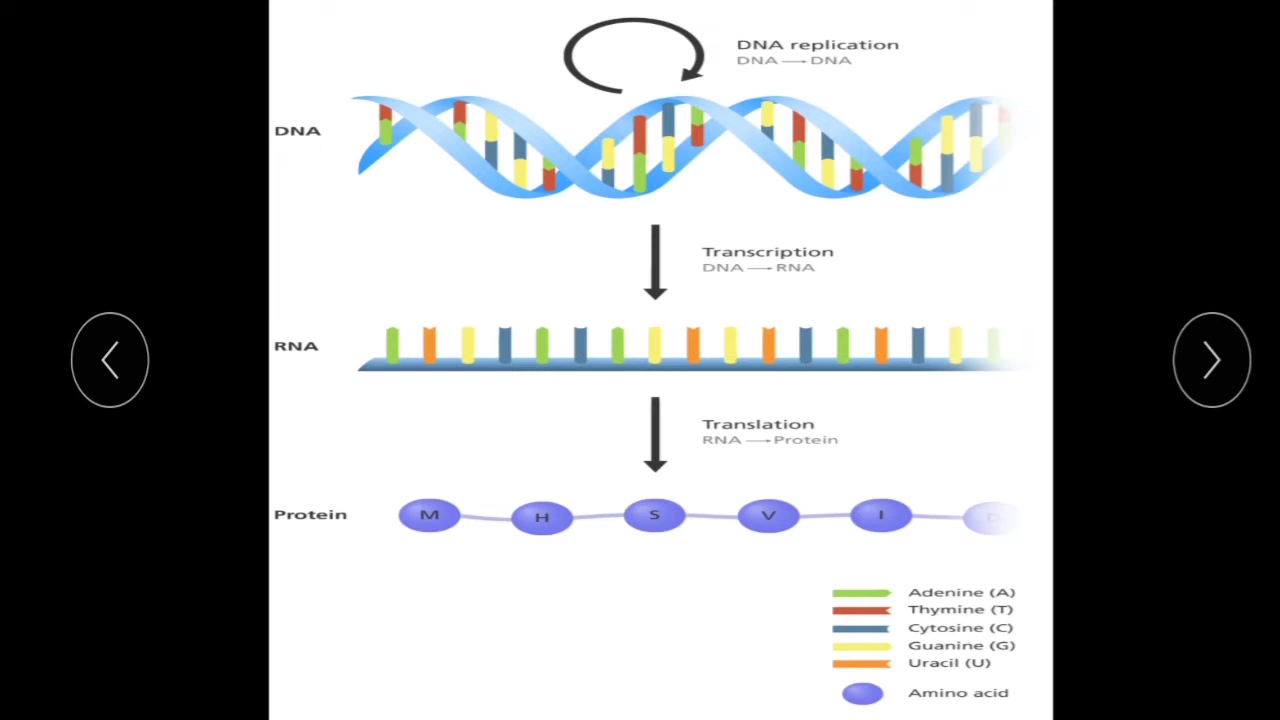 DNA replication
DNA → DNA
DNA
Transcription
DNA → RNA
RNA
Translation
RNA → Protein
Protein
M H S V I D
Adenine (A)
Thymine (T)
Cytosine (C)
Guanine (G)
Uracil (U)
Amino acid